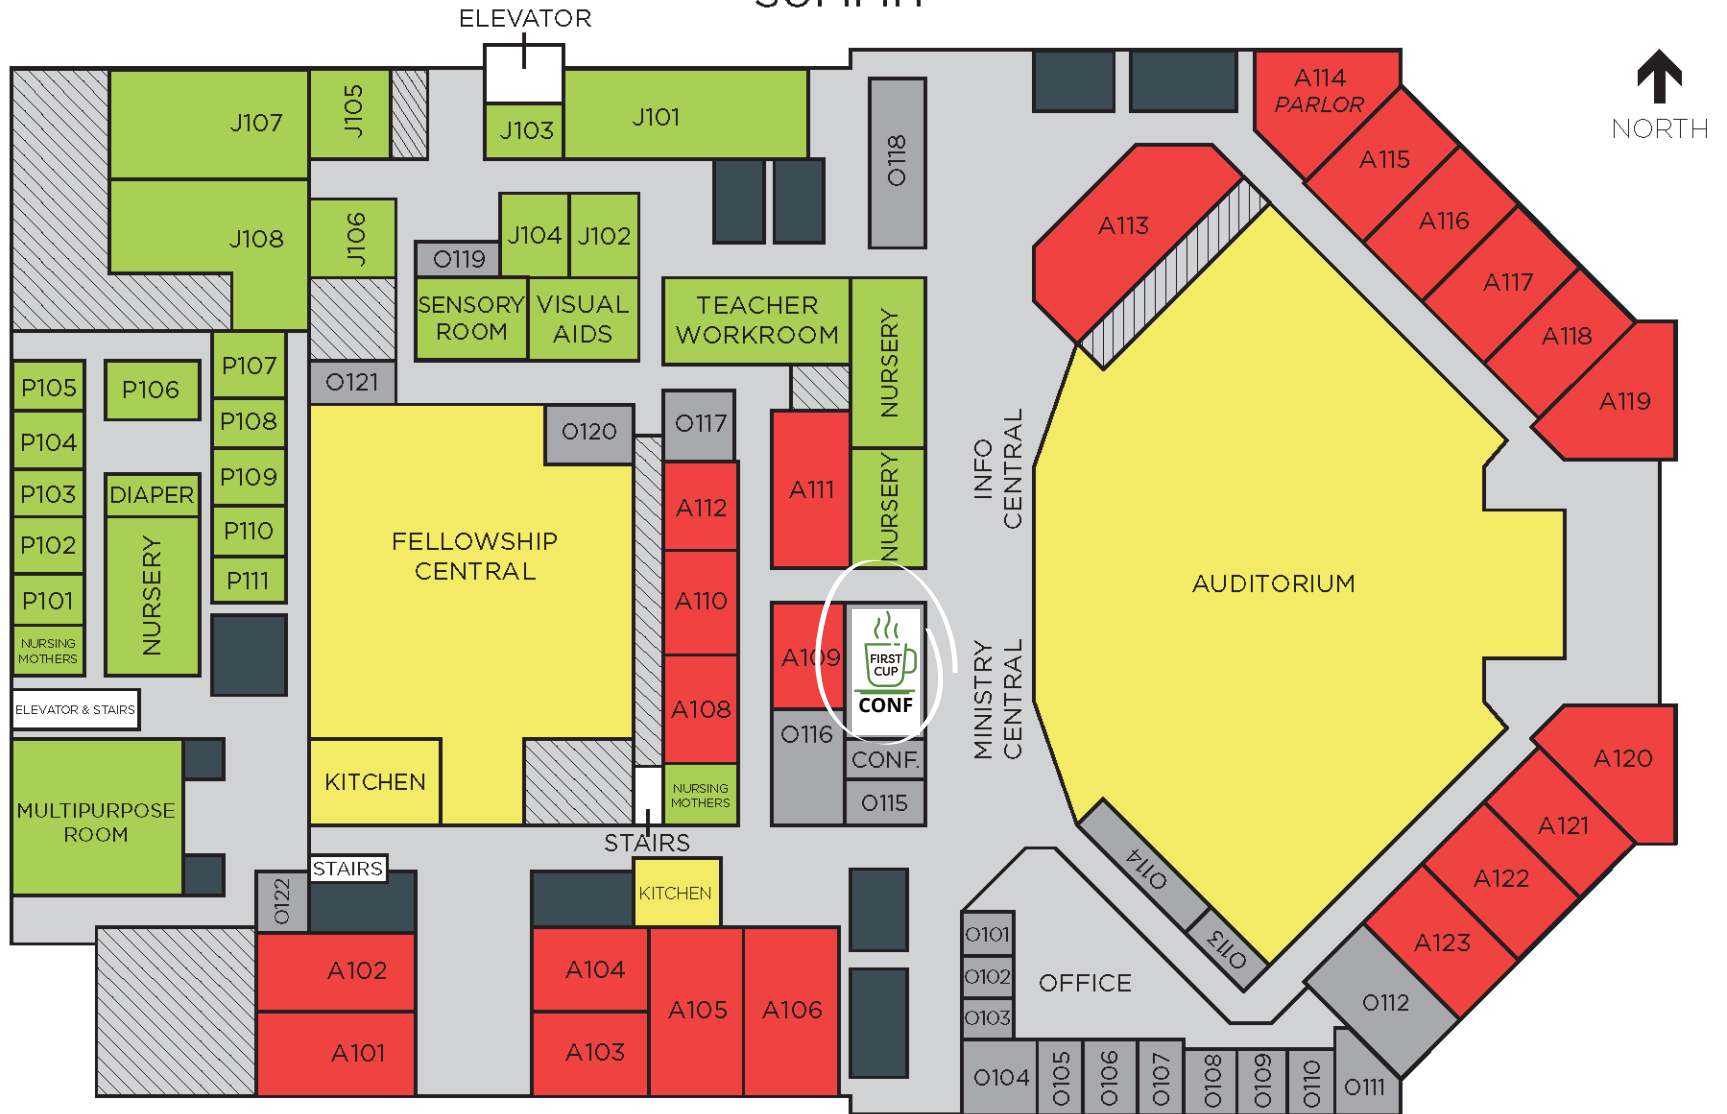 ELEVATOR
A114
PARLOR
J105
J107
J103
J101
O118
A115
NORTH
A113
A116
J106
J108
J104
J102
O119
SENSORY
ROOM
VISUAL
AIDS
TEACHER
WORKROOM
NURSERY
A117
A118
A119
P105
P106
P107
O121
P108
P104
O120
O117
P109
P103
DIAPER
A112
A111
NURSERY
INFO
CENTRAL
P110
P102
NURSERY
FELLOWSHIP
CENTRAL
AUDITORIUM
P111
P101
A110
NURSING
MOTHERS
A109
FIRST
CUP
CONF
MINISTRY
CENTRAL
ELEVATOR & STAIRS
A108
O116
CONF.
A120
KITCHEN
NURSING
MOTHERS
O115
MULTIPURPOSE
ROOM
A121
STAIRS
STAIRS
O114
A122
O122
KITCHEN
O101
O113
A123
A102
A104
O102
OFFICE
A105
A106
O103
O112
A101
A103
O104
O105
O106
O107
O108
O109
O110
O111